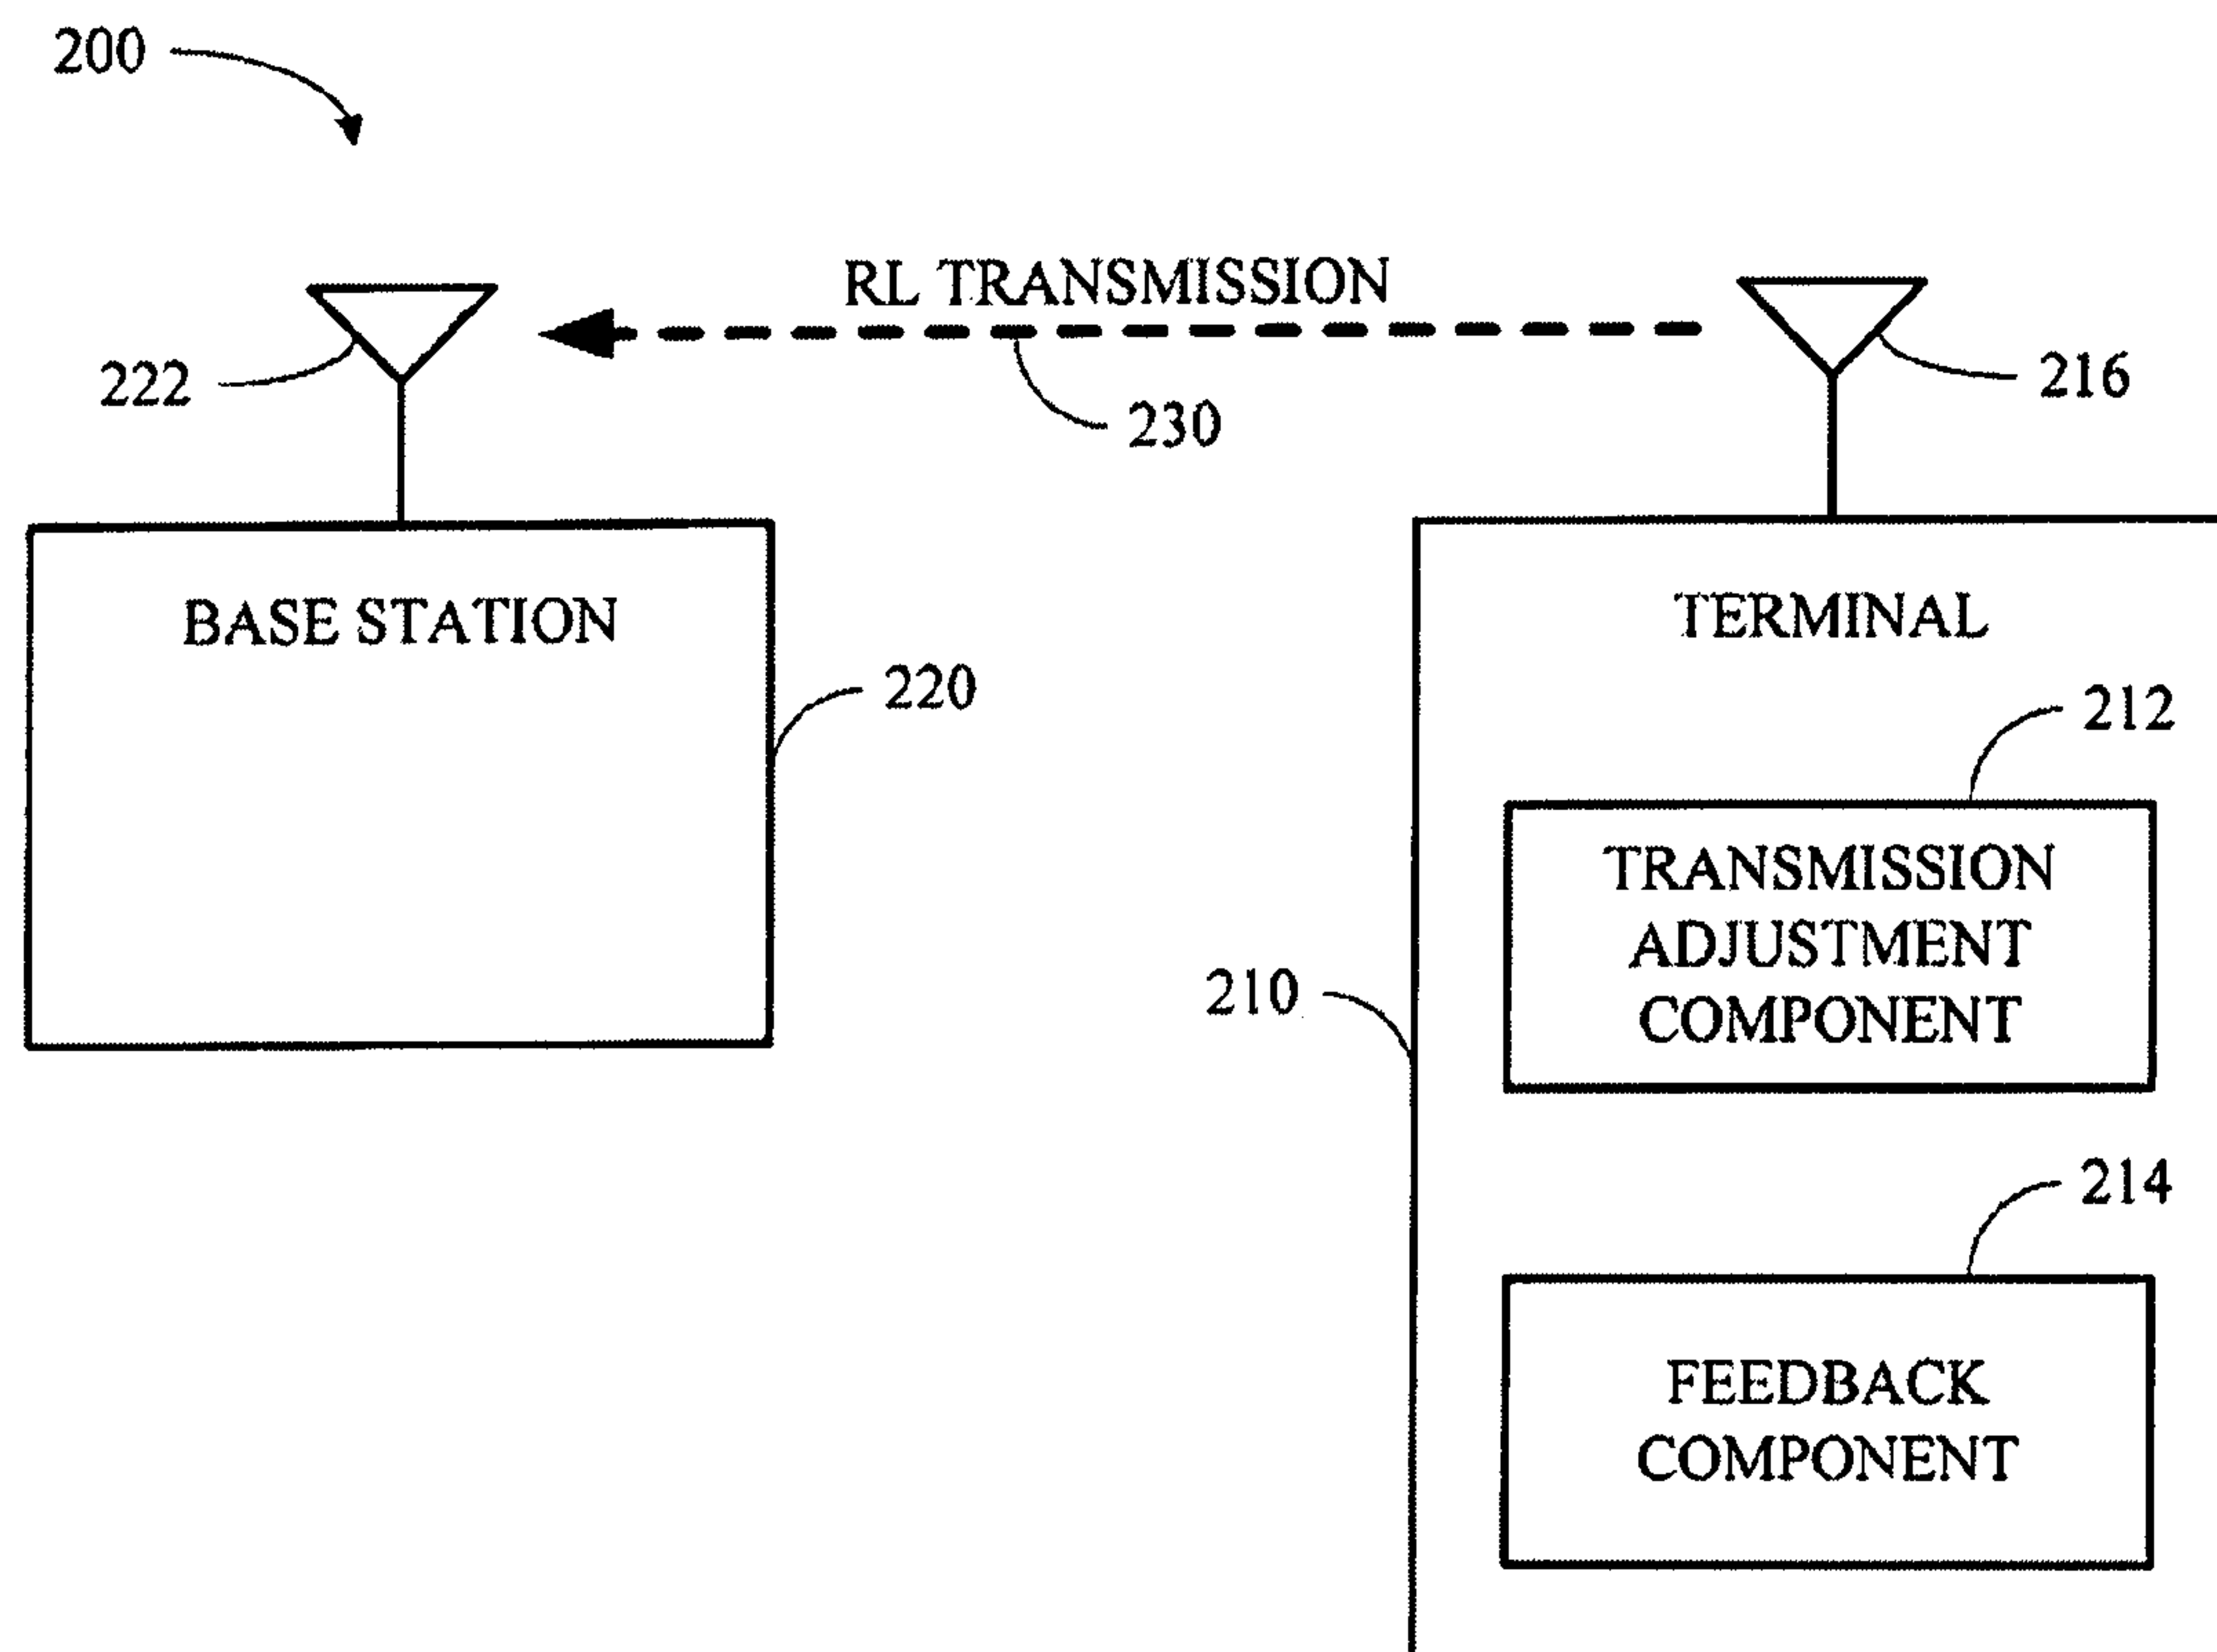 200
RL TRANSMISSION
222
230
216
BASE STATION
220
TERMINAL
212
TRANSMISSION
ADJUSTMENT
COMPONENT
210
214
FEEDBACK
COMPONENT